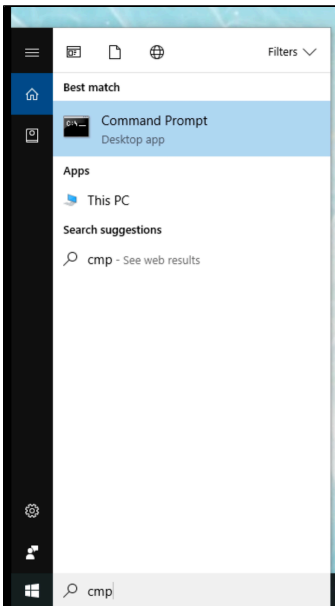 Filters
Best match
Command Prompt
Desktop app
Apps
This PC
Search suggestions
cmp - See web results
cmp